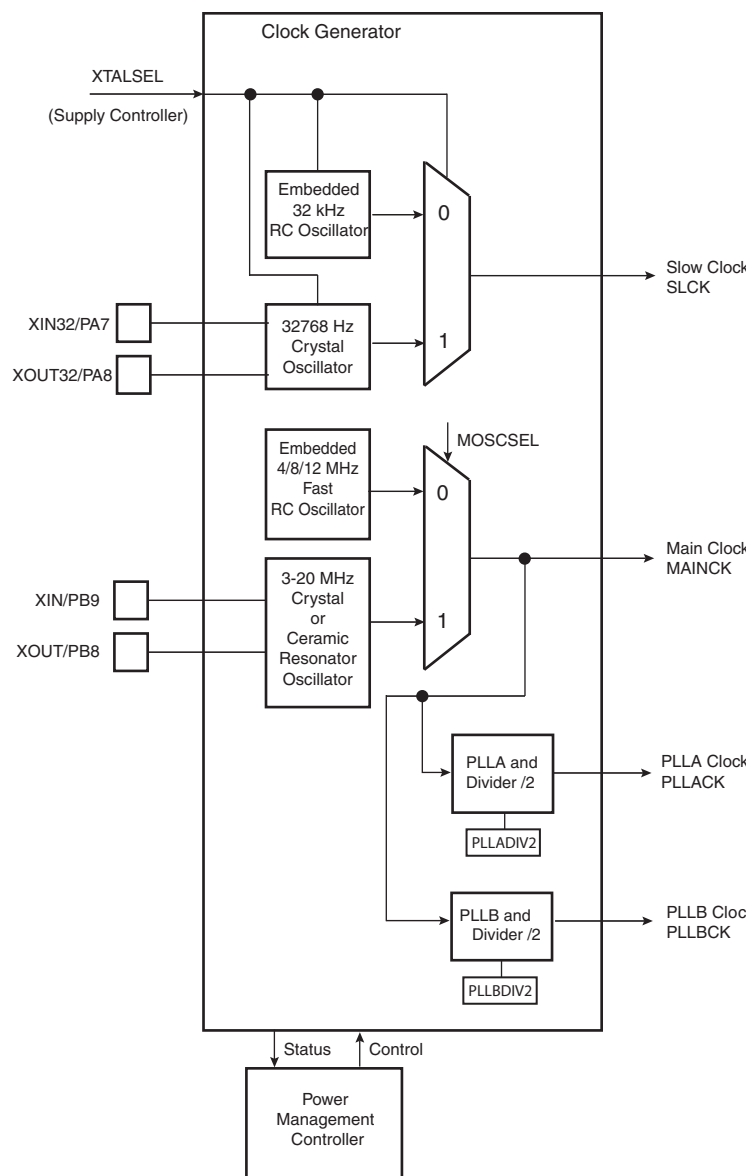 Clock Generator
XTALSEL
(Supply Controller)
Embedded
32 kHz
RC Oscillator
0
Slow Clock
SLCK
XIN32/PA7
32768 Hz
Crystal
Oscillator
1
XOUT32/PA8
MOSCSEL
Embedded
4/8/12 MHz
Fast
RC Oscillator
0
Main Clock
MAINCK
XIN/PB9
3-20 MHz
Crystal
or
Ceramic
Resonator
Oscillator
1
XOUT/PB8
PLLA and
Divider /2
PLLA Clock
PLLACK
PLLADIV2
PLLB and
Divider /2
PLLB Cloc
PLLBCK
PLLBDIV2
Status
Control
Power
Management
Controller